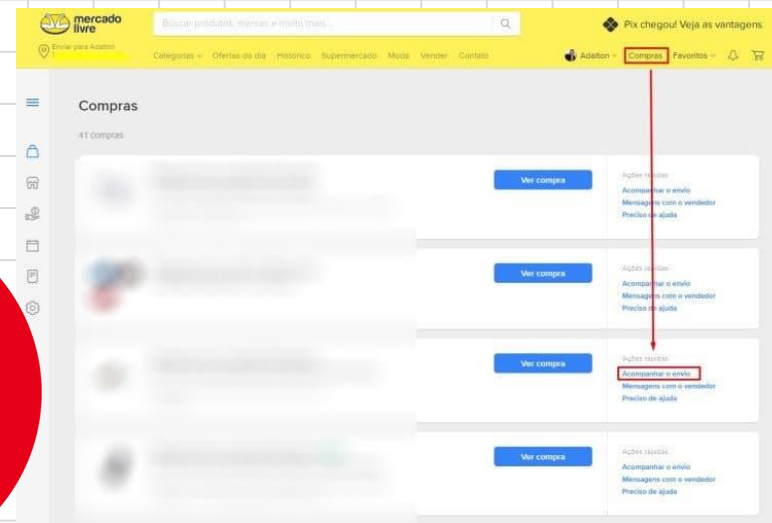 mercado
livre
Buscar produtos, marcas e muito mais...
Pix chegou! Veja as vantagens
Enviar para Adailton
Categorias Ofertas do dia Histórico Supermercado Moda Vender Contato
Adailton Compras Favoritos
Compras
41 compras
Ver compra
Ações rápidas
Acompanhar o envio
Mensagens com o vendedor
Preciso de ajuda
Ver compra
Ações rápidas
Acompanhar o envio
Mensagens com o vendedor
Preciso de ajuda
Ver compra
Ações rápidas
Acompanhar o envio
Mensagens com o vendedor
Preciso de ajuda
Ver compra
Ações rápidas
Acompanhar o envio
Mensagens com o vendedor
Preciso de ajuda